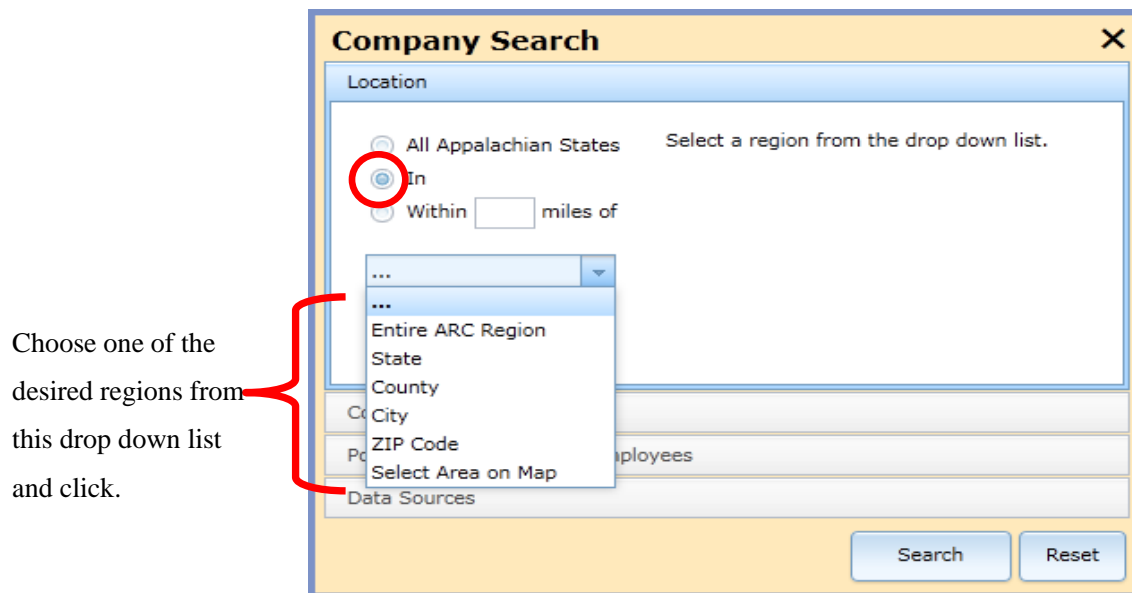 Company Search
Location
All Appalachian States
Select a region from the drop down list.
In
Within miles of
...
...
Entire ARC Region
State
County
City
ZIP Code
Select Area on Map
Data Sources
Search Reset
Choose one of the
desired regions from
this drop down list
and click.